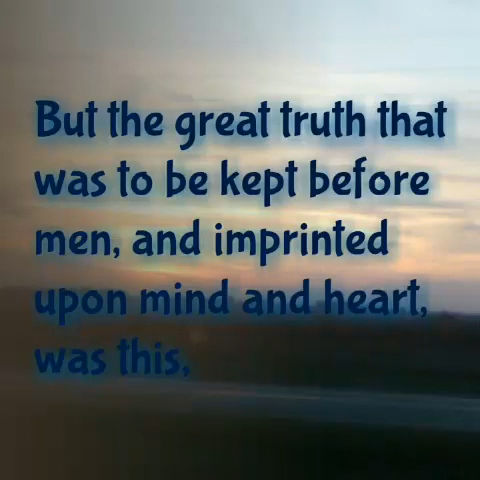 But the great truth that
was to be kept before
men, and imprinted
upon mind and heart,
was this,